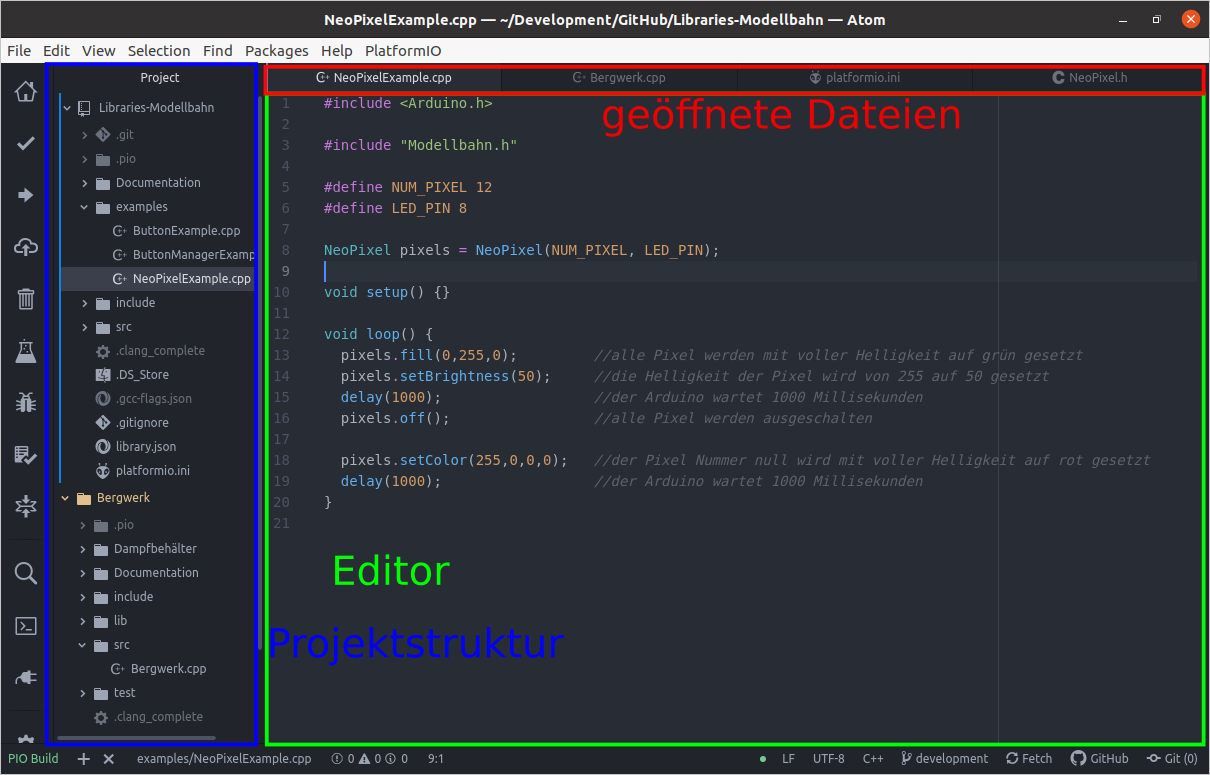 NeoPixelExample.cpp — ~/Development/GitHub/Libraries-Modellbahn — Atom
File Edit View Selection Find Packages Help PlatformIO
Project
Libraries-Modellbahn
.git
.pio
Documentation
examples
ButtonExample.cpp
ButtonManagerExamp
NeoPixelExample.cpp
include
src
.clang_complete
.DS_Store
.gcc-flags.json
.gitignore
library.json
platformio.ini
Bergwerk
.pio
Dampfbehälter
Documentation
include
lib
src
Bergwerk.cpp
test
.clang_complete
NeoPixelExample.cpp Bergwerk.cpp platformio.ini NeoPixel.h
geöffnete Dateien
1 #include <Arduino.h>
2
3 #include "Modellbahn.h"
4
5 #define NUM_PIXEL 12
6 #define LED_PIN 8
7
8 NeoPixel pixels = NeoPixel(NUM_PIXEL, LED_PIN);
9
10 void setup() {}
11
12 void loop() {
13 pixels.fill(0,255,0); //alle Pixel werden mit voller Helligkeit auf grün gesetzt
14 pixels.setBrightness(50); //die Helligkeit der Pixel wird von 255 auf 50 gesetzt
15 delay(1000); //der Arduino wartet 1000 Millisekunden
16 pixels.off(); //alle Pixel werden ausgeschalten
17
18 pixels.setColor(255,0,0,0); //der Pixel Nummer null wird mit voller Helligkeit auf rot gesetzt
19 delay(1000); //der Arduino wartet 1000 Millisekunden
20 }
21
Editor
Projektstruktur
PIO Build + examples/NeoPixelExample.cpp 0 0 0 9:1 LF UTF-8 C++ development Fetch GitHub Git (0)